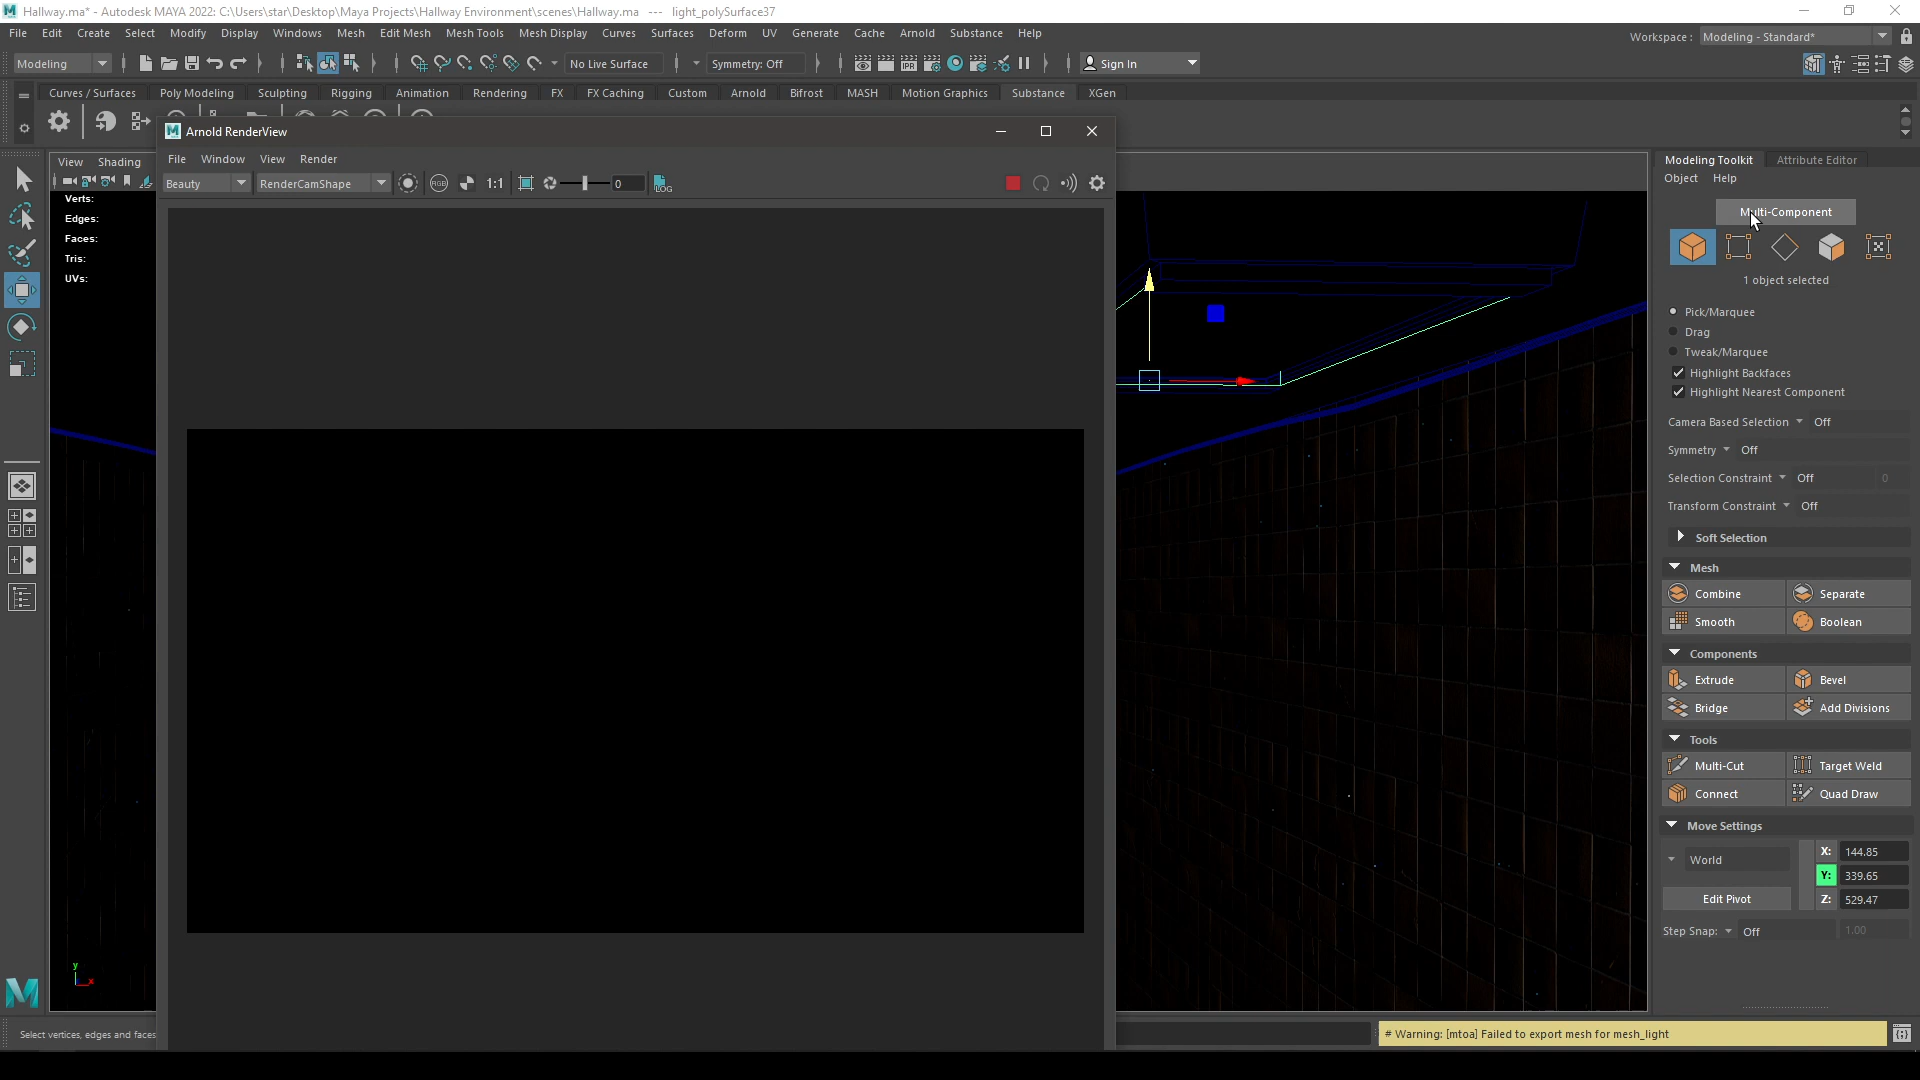 Hallway.ma* - Autodesk MAYA 2022: C:\Users\star\Desktop\Maya Projects\Hallway Environment\scenes\Hallway.ma --- light_polySurface37
File Edit Create Select Modify Display Windows Mesh Edit Mesh Mesh Tools Mesh Display Curves Surfaces Deform UV Generate Cache Arnold Substance Help
Workspace : Modeling - Standard*
Modeling No Live Surface Symmetry: Off Sign In
Curves / Surfaces Poly Modeling Sculpting Rigging Animation Rendering FX FX Caching Custom Arnold Bifrost MASH Motion Graphics Substance XGen
Arnold RenderView
File Window View Render
Beauty RenderCamShape RGB 1:1 0 LOG
View Shading
Verts:
Edges:
Faces:
Tris:
UVs:
y
x
Modeling Toolkit Attribute Editor
Object Help
Multi-Component
1 object selected
Pick/Marquee
Drag
Tweak/Marquee
Highlight Backfaces
Highlight Nearest Component
Camera Based Selection Off
Symmetry Off
Selection Constraint Off 0
Transform Constraint Off
Soft Selection
Mesh
Combine Separate
Smooth Boolean
Components
Extrude Bevel
Bridge Add Divisions
Tools
Multi-Cut Target Weld
Connect Quad Draw
Move Settings
World
X: 144.85
Y: 339.65
Edit Pivot
Z: 529.47
Step Snap: Off 1.00
Select vertices, edges and faces
# Warning: [mtoa] Failed to export mesh for mesh_light